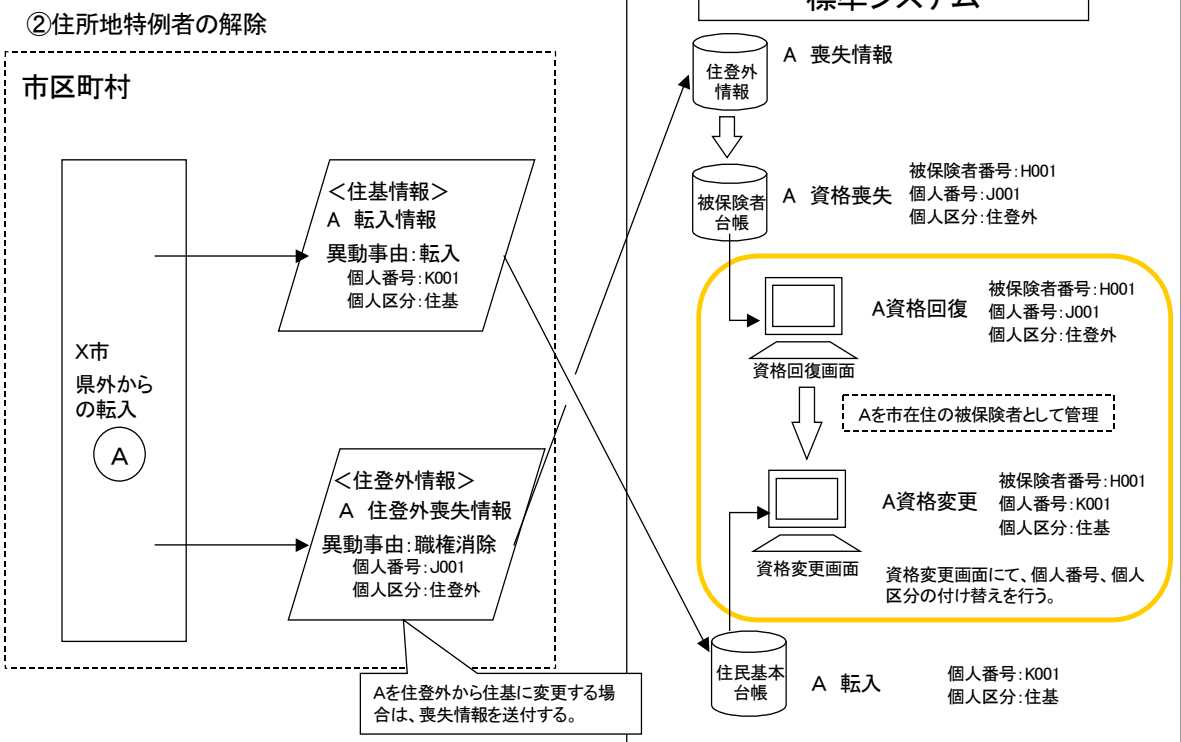 ②住所地特例者の解除
市区町村
X市
県外から
の転入
A
＜住基情報＞
A 転入情報
異動事由:転入
個人番号:K001
個人区分:住基
＜住登外情報＞
A 住登外喪失情報
異動事由:職権消除
個人番号:J001
個人区分:住登外
Aを住登外から住基に変更する場
合は、喪失情報を送付する。
標準システム
住登外
情報
A 喪失情報
被保険者
台帳
A 資格喪失
被保険者番号:H001
個人番号:J001
個人区分:住登外
資格回復画面
A資格回復
被保険者番号:H001
個人番号:J001
個人区分:住登外
Aを市在住の被保険者として管理
資格変更画面
A資格変更
被保険者番号:H001
個人番号:K001
個人区分:住基
資格変更画面にて、個人番号、個人
区分の付け替えを行う。
住民基本
台帳
A 転入
個人番号:K001
個人区分:住基